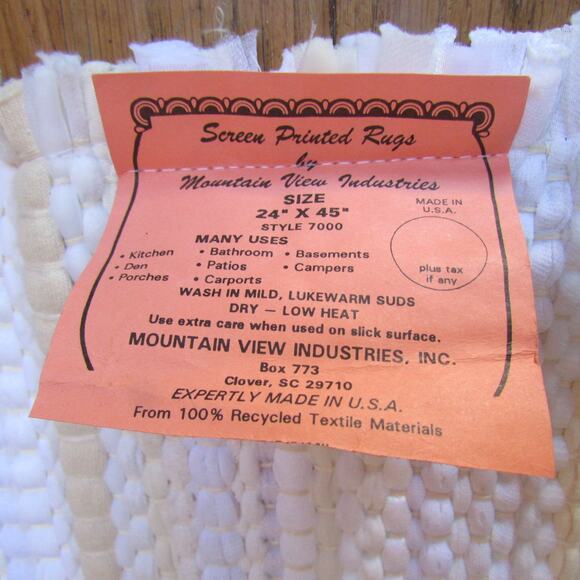 Screen Printed Rugs
by
Mountain View Industries
SIZE
24" X 45"
STYLE 7000
MADE IN
U.S.A.
plus tax
if any
MANY USES
• Kitchen • Bathroom • Basements
• Den • Patios • Campers
• Porches • Carports
WASH IN MILD, LUKEWARM SUDS
DRY — LOW HEAT
Use extra care when used on slick surface.
MOUNTAIN VIEW INDUSTRIES, INC.
Box 773
Clover, SC 29710
EXPERTLY MADE IN U.S.A.
From 100% Recycled Textile Materials